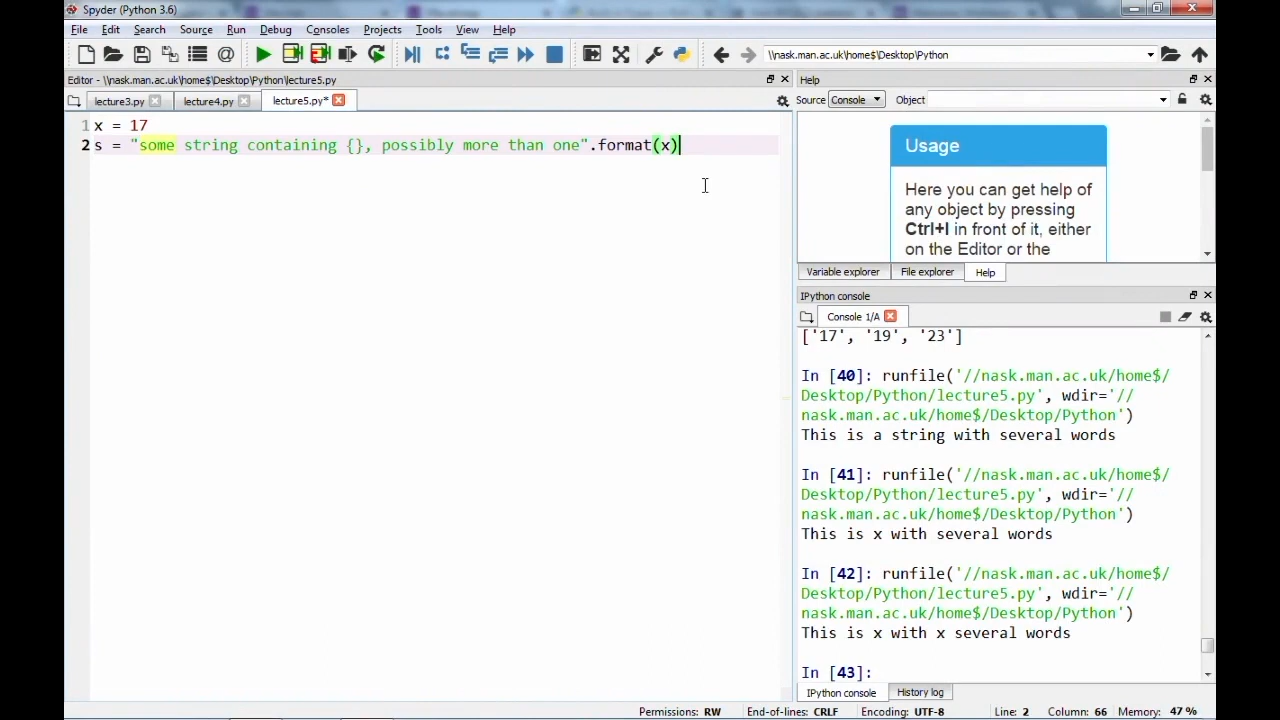 Spyder (Python 3.6)
File Edit Search Source Run Debug Consoles Projects Tools View Help
\\nask.man.ac.uk\home$\Desktop\Python
Editor - \\nask.man.ac.uk\home$\Desktop\Python\lecture5.py
lecture3.py lecture4.py lecture5.py*
1 x = 17
2 s = "some string containing {}, possibly more than one".format(x)
Help
Source Console Object
Usage
Here you can get help of
any object by pressing
Ctrl+I in front of it, either
on the Editor or the
Variable explorer File explorer Help
IPython console
Console 1/A
['17', '19', '23']
In [40]: runfile('//nask.man.ac.uk/home$/
Desktop/Python/lecture5.py', wdir='//
nask.man.ac.uk/home$/Desktop/Python')
This is a string with several words
In [41]: runfile('//nask.man.ac.uk/home$/
Desktop/Python/lecture5.py', wdir='//
nask.man.ac.uk/home$/Desktop/Python')
This is x with several words
In [42]: runfile('//nask.man.ac.uk/home$/
Desktop/Python/lecture5.py', wdir='//
nask.man.ac.uk/home$/Desktop/Python')
This is x with x several words
In [43]:
IPython console History log
Permissions: RW End-of-lines: CRLF Encoding: UTF-8 Line: 2 Column: 66 Memory: 47 %